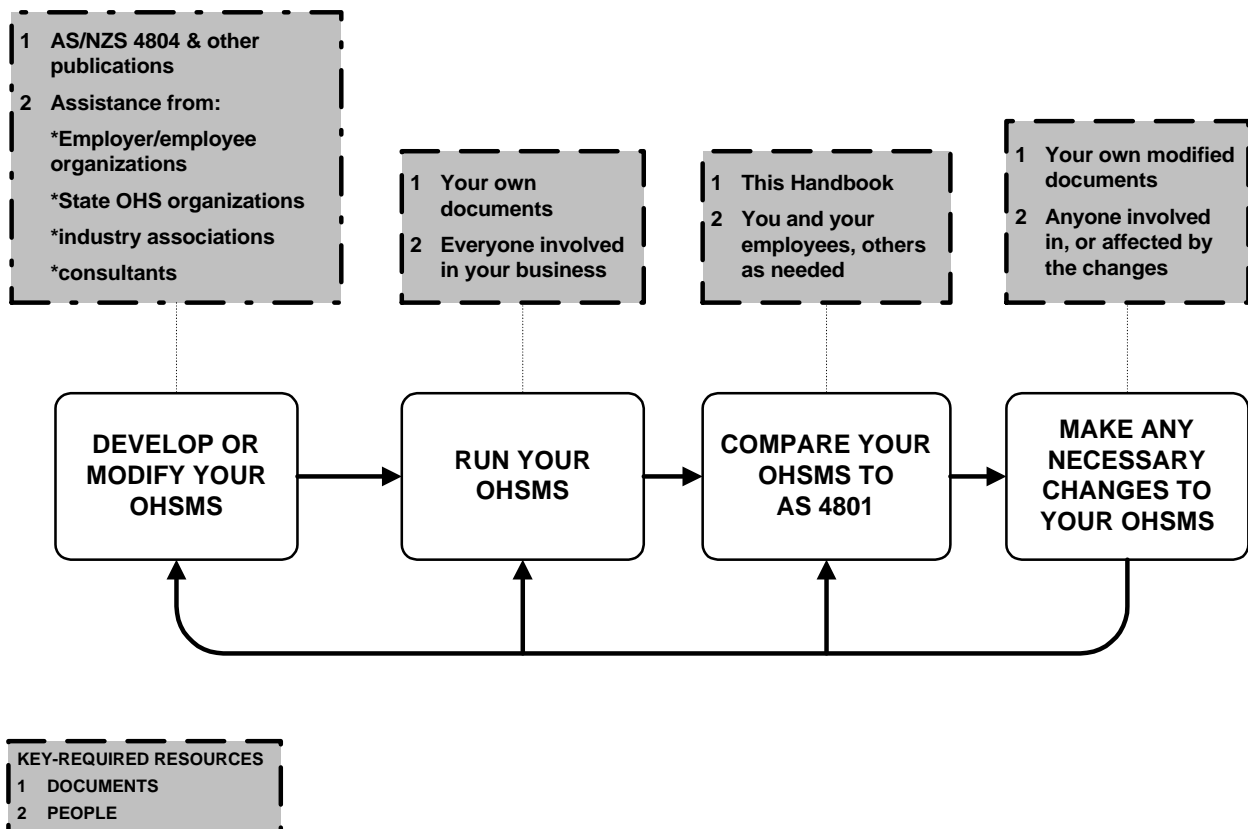 1 AS/NZS 4804 & other
publications
2 Assistance from:
*Employer/employee
organizations
*State OHS organizations
*industry associations
*consultants
1 Your own
documents
2 Everyone involved
in your business
1 This Handbook
2 You and your
employees, others
as needed
1 Your own modified
documents
2 Anyone involved
in, or affected by
the changes
DEVELOP OR
MODIFY YOUR
OHSMS
RUN YOUR
OHSMS
COMPARE YOUR
OHSMS TO
AS 4801
MAKE ANY
NECESSARY
CHANGES TO
YOUR OHSMS
KEY-REQUIRED RESOURCES
1 DOCUMENTS
2 PEOPLE